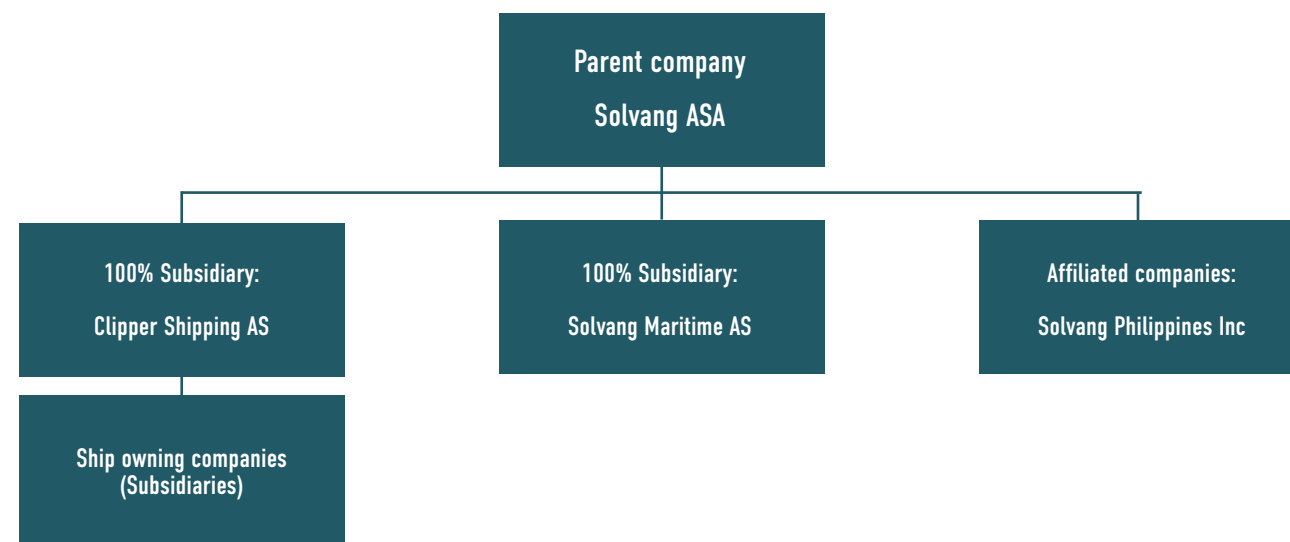 Parent company
Solvang ASA
100% Subsidiary:
Clipper Shipping AS
100% Subsidiary:
Solvang Maritime AS
Affiliated companies:
Solvang Philippines Inc
Ship owning companies
(Subsidiaries)